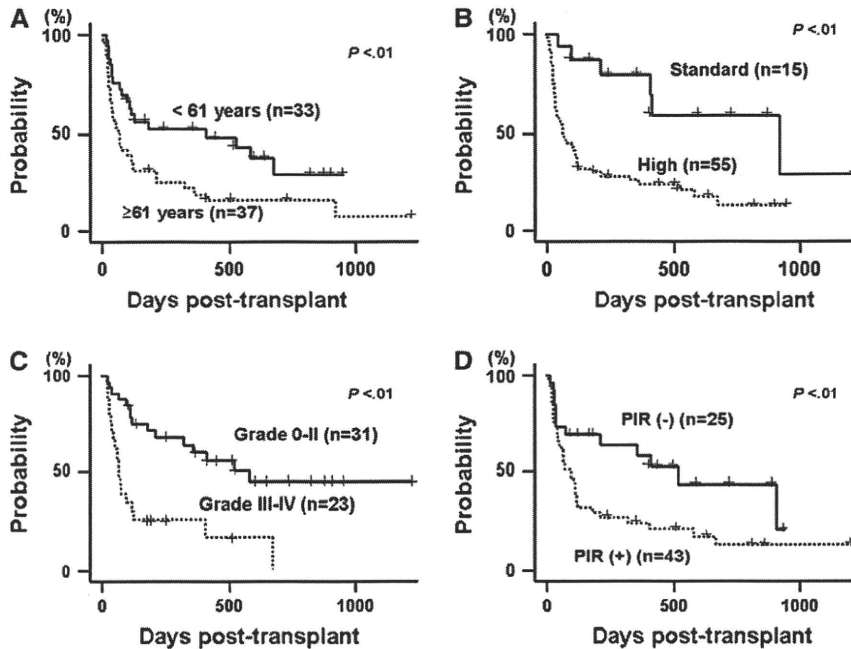 A
(%)
100
50
0
Probability
P <.01
< 61 years (n=33)
≥61 years (n=37)
0
500
1000
Days post-transplant
B
(%)
100
50
0
Probability
P <.01
Standard (n=15)
High (n=55)
0
500
1000
Days post-transplant
C
(%)
100
50
0
Probability
P <.01
Grade 0-II (n=31)
Grade III-IV (n=23)
0
500
1000
Days post-transplant
D
(%)
100
50
0
Probability
P <.01
PIR (-) (n=25)
PIR (+) (n=43)
0
500
1000
Days post-transplant